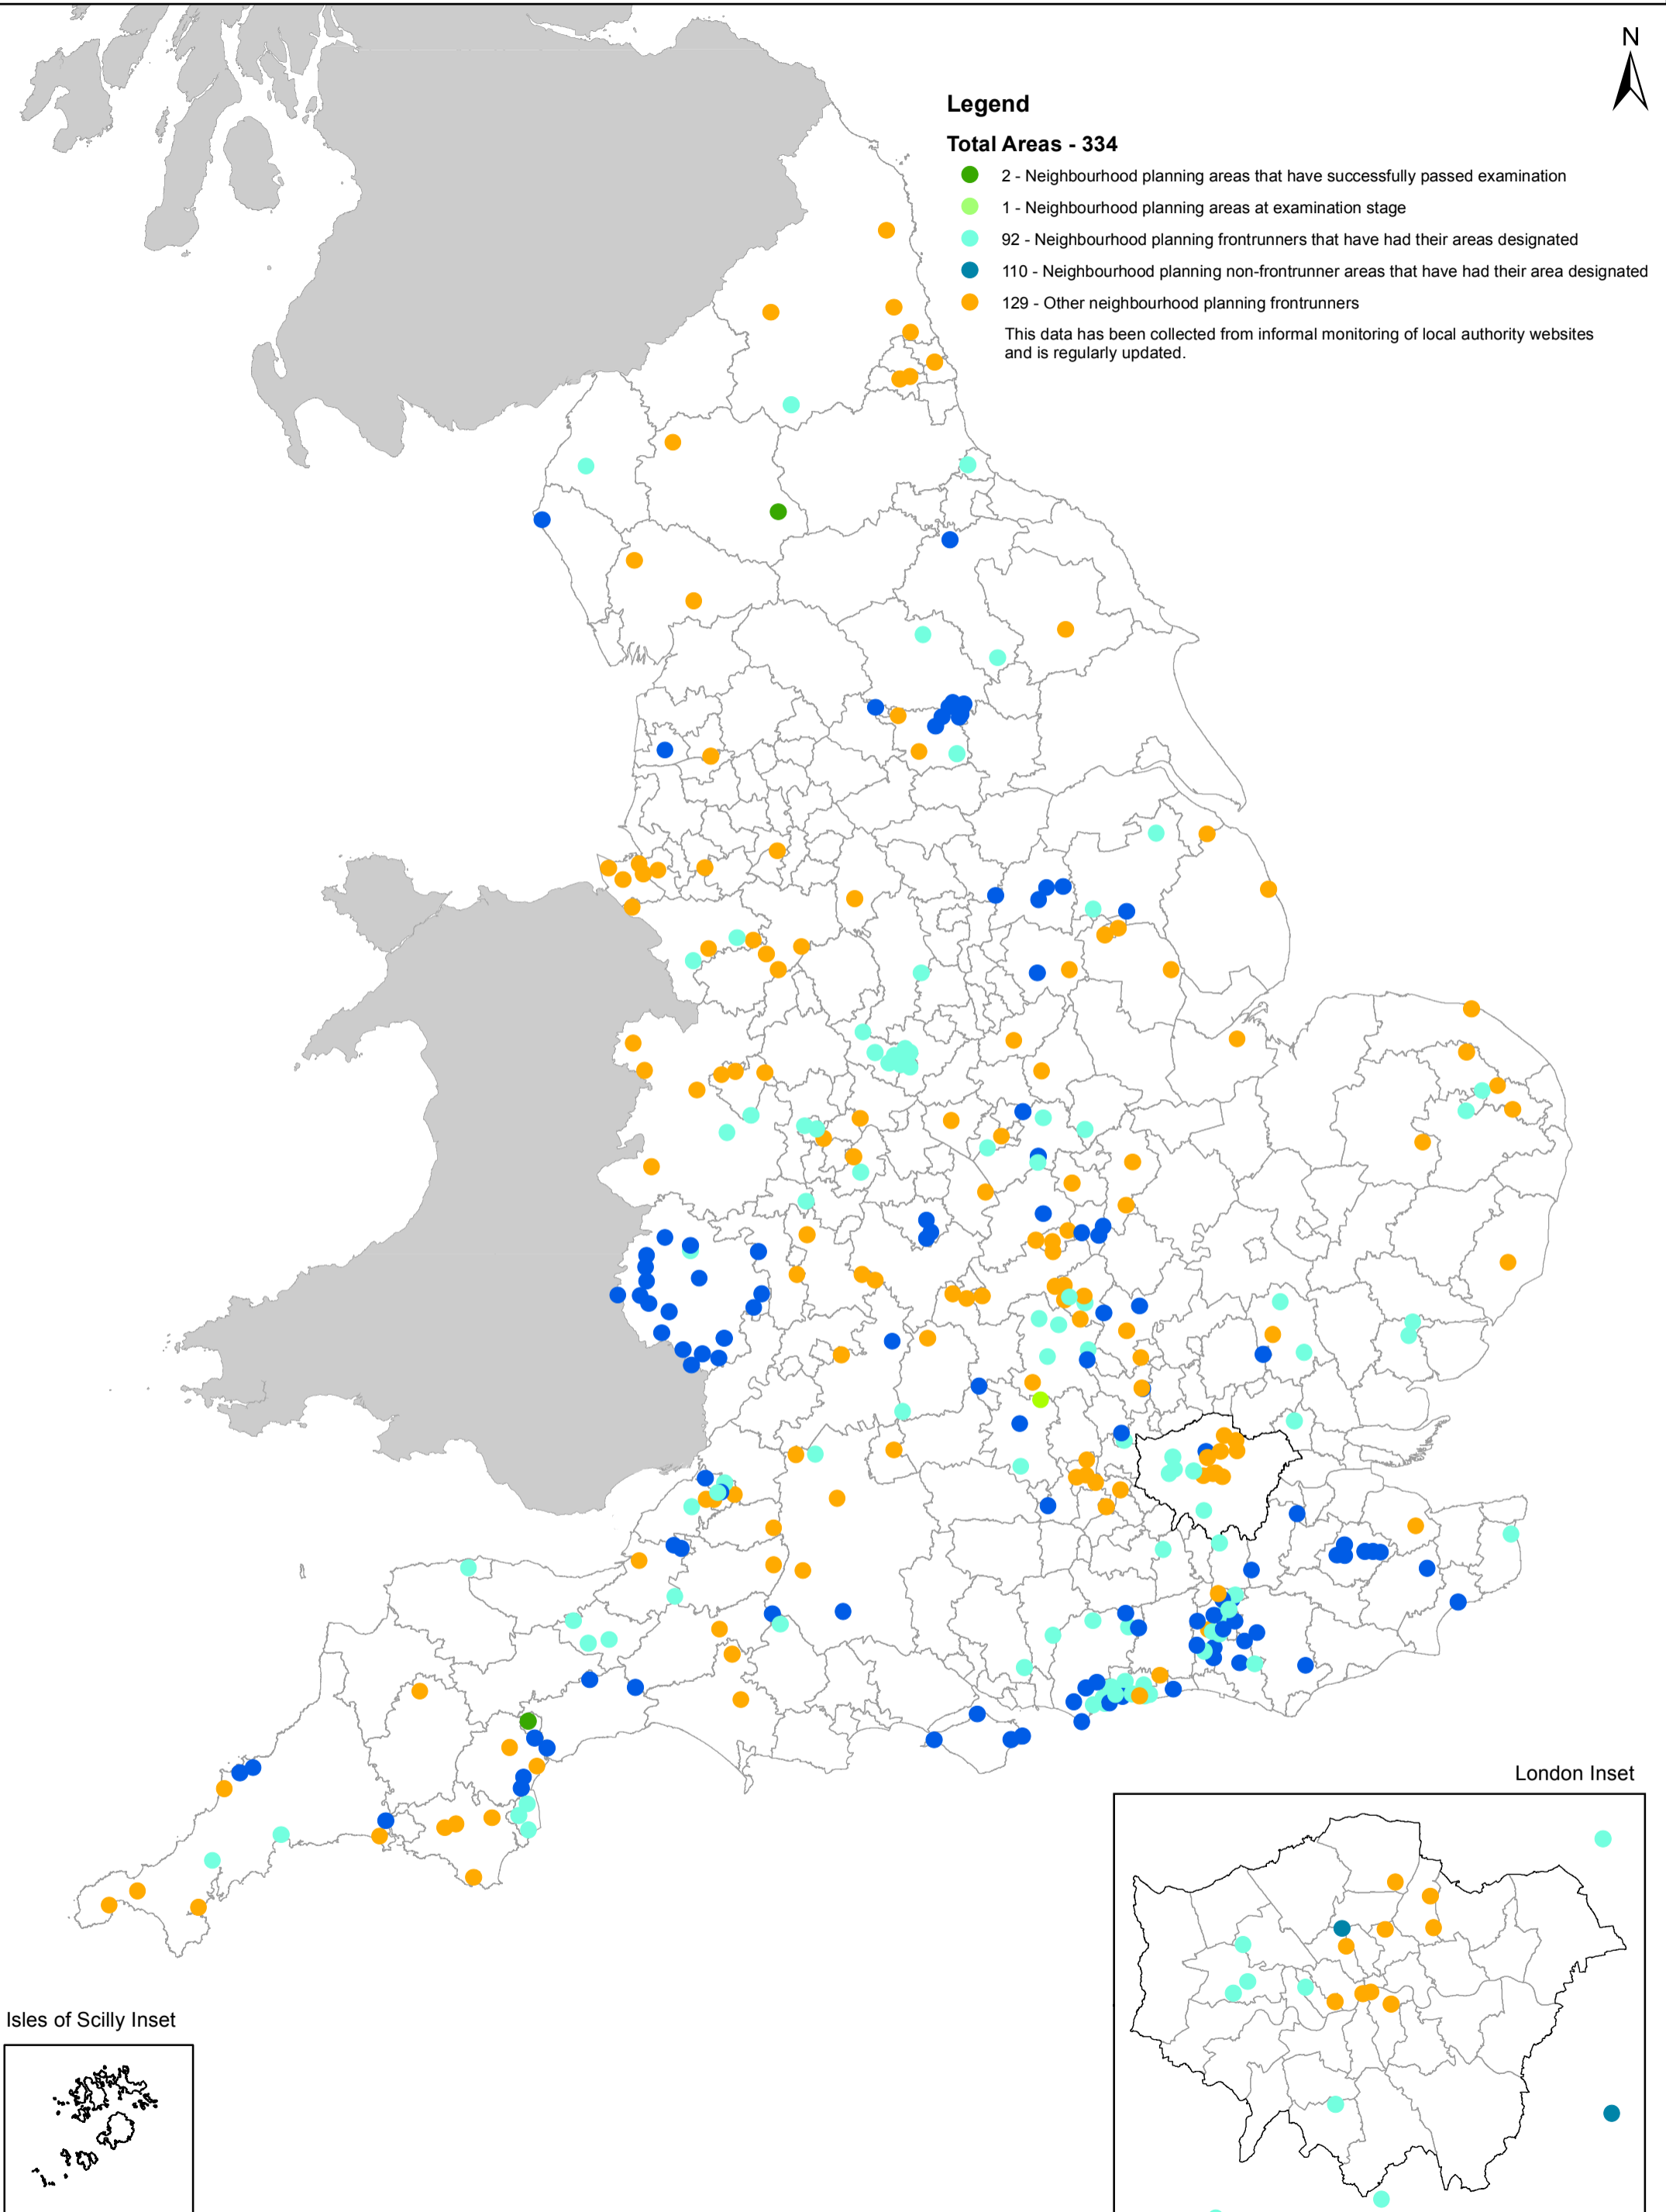 N
Legend
Total Areas - 334
2 - Neighbourhood planning areas that have successfully passed examination
1 - Neighbourhood planning areas at examination stage
92 - Neighbourhood planning frontrunners that have had their areas designated
110 - Neighbourhood planning non-frontrunner areas that have had their area designated
129 - Other neighbourhood planning frontrunners
This data has been collected from informal monitoring of local authority websites
and is regularly updated.
London Inset
Isles of Scilly Inset